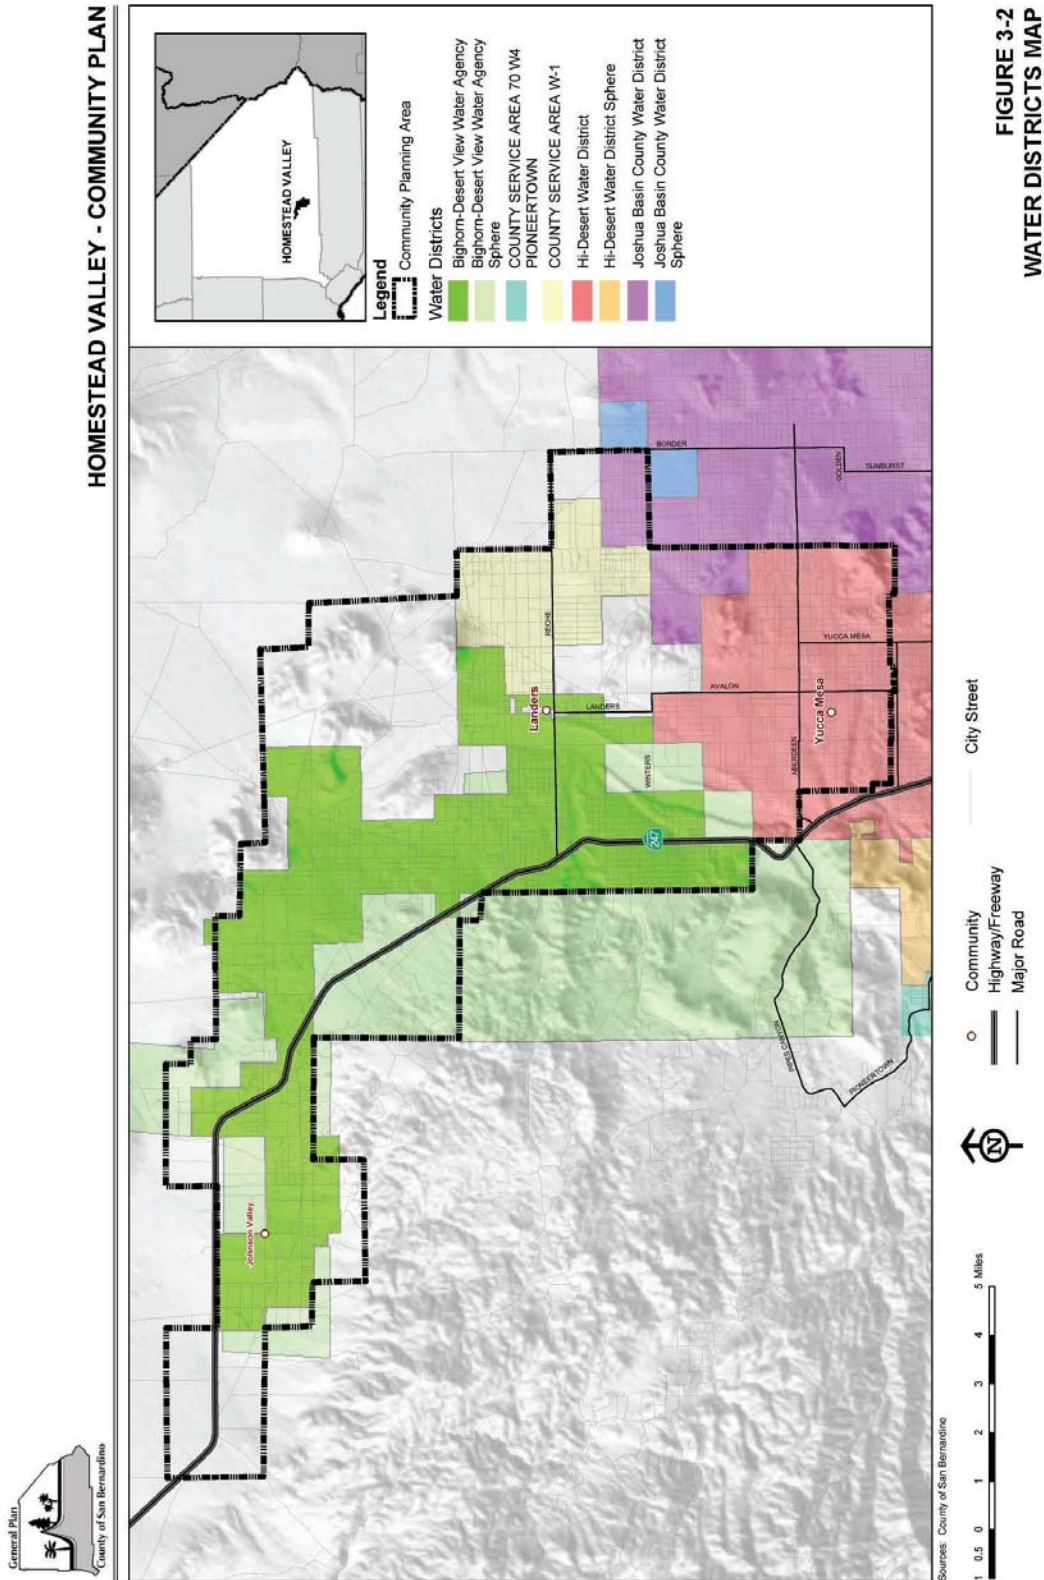 General Plan
County of San Bernardino
HOMESTEAD VALLEY - COMMUNITY PLAN
Johnson Valley
Landers
Yucca Mesa
RECHE
LANDERS
WINTERS
AVALON
ABERDEEN
YUCCA MESA
BORDER
GOLDEN
SUNBURST
247
PIPES CANYON
PIONEERTOWN
HOMESTEAD VALLEY
Legend
Community Planning Area
Water Districts
Bighorn-Desert View Water Agency
Bighorn-Desert View Water Agency
Sphere
COUNTY SERVICE AREA 70 W4
PIONEERTOWN
COUNTY SERVICE AREA W-1
Hi-Desert Water District
Hi-Desert Water District Sphere
Joshua Basin County Water District
Joshua Basin County Water District
Sphere
Sources: County of San Bernardino
1 0.5 0 1 2 3 4 5 Miles
N
Community
Highway/Freeway
Major Road
City Street
FIGURE 3-2
WATER DISTRICTS MAP